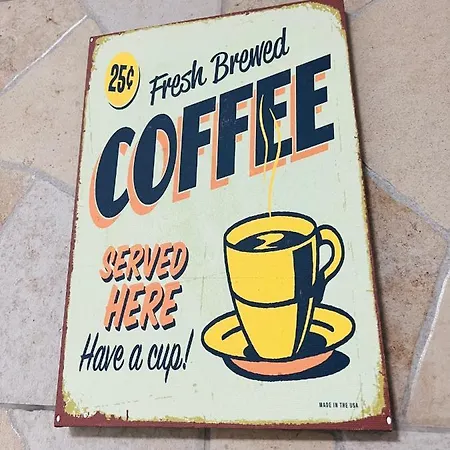 25¢
Fresh Brewed
COFFEE
SERVED
HERE
Have a cup!
MADE IN THE USA